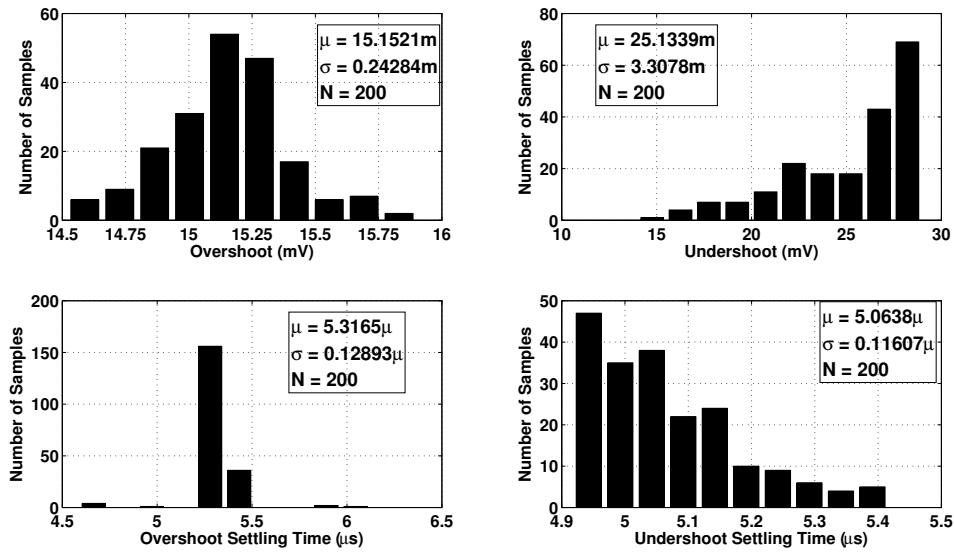 60
40
20
0
Number of Samples
14.5 14.75 15 15.25 15.5 15.75 16
Overshoot (mV)
μ = 15.1521m
σ = 0.24284m
N = 200
80
60
40
20
0
Number of Samples
10 15 20 25 30
Undershoot (mV)
μ = 25.1339m
σ = 3.3078m
N = 200
200
150
100
50
0
Number of Samples
4.5 5 5.5 6 6.5
Overshoot Settling Time (μs)
μ = 5.3165μ
σ = 0.12893μ
N = 200
50
40
30
20
10
0
Number of Samples
4.9 5 5.1 5.2 5.3 5.4 5.5
Undershoot Settling Time (μs)
μ = 5.0638μ
σ = 0.11607μ
N = 200